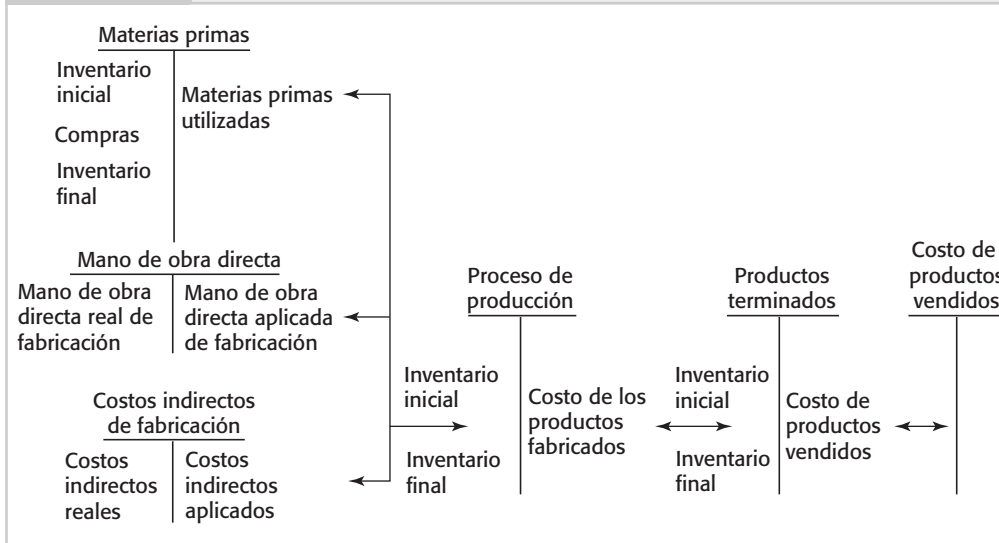 Materias primas
Inventario
inicial
Compras
Inventario
final
Materias primas
utilizadas
Mano de obra directa
Mano de obra
directa real de
fabricación
Mano de obra
directa aplicada
de fabricación
Costos indirectos
de fabricación
Costos
indirectos
reales
Costos
indirectos
aplicados
Proceso de
producción
Inventario
inicial
Inventario
final
Costo de los
productos
fabricados
Productos
terminados
Inventario
inicial
Inventario
final
Costo de
productos
vendidos
Costo de
productos
vendidos